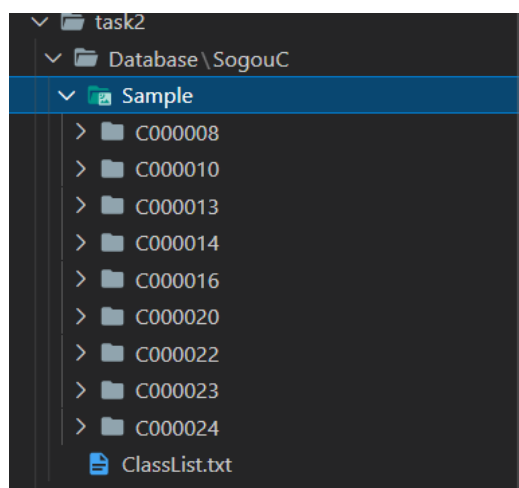 task2
Database\SogouC
Sample
C000008
C000010
C000013
C000014
C000016
C000020
C000022
C000023
C000024
ClassList.txt